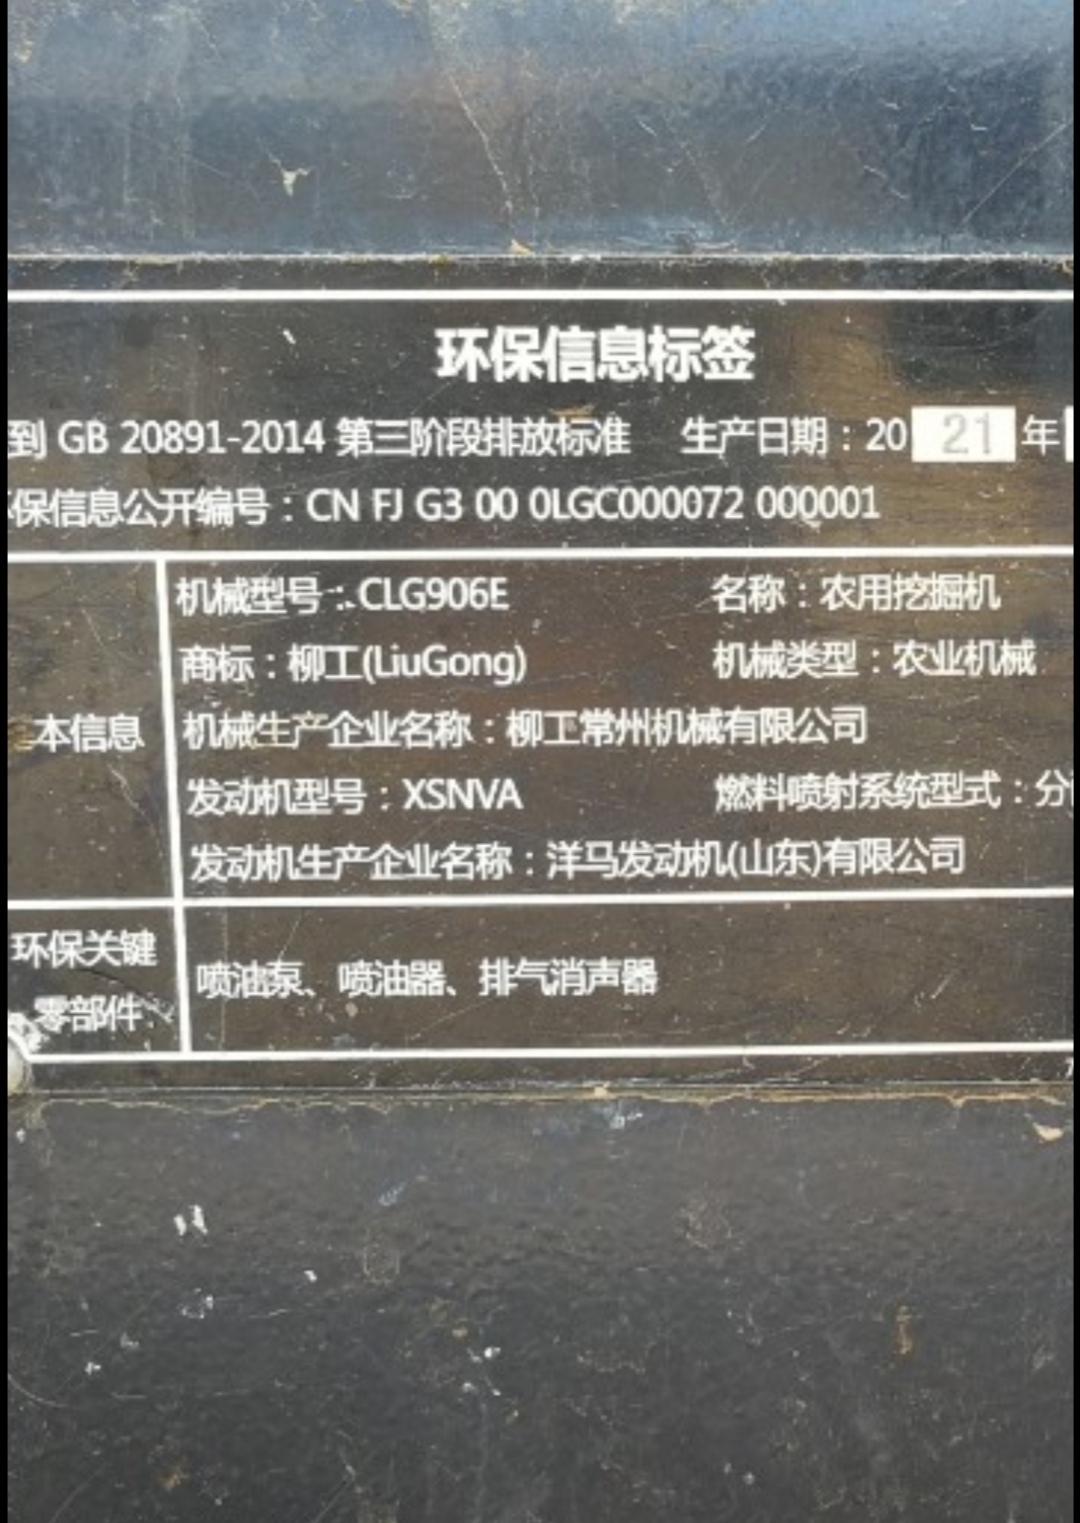 环保信息标签
到 GB 20891-2014 第三阶段排放标准 生产日期：2021年
保信息公开编号：CN FJ G3 00 0LGC000072 000001
机械型号：CLG906E 名称：农用挖掘机
商标：柳工(LiuGong) 机械类型：农业机械
本信息
机械生产企业名称：柳工常州机械有限公司
发动机型号：XSNVA 燃料喷射系统型式：分
发动机生产企业名称：洋马发动机(山东)有限公司
环保关键
零部件
喷油泵、喷油器、排气消声器